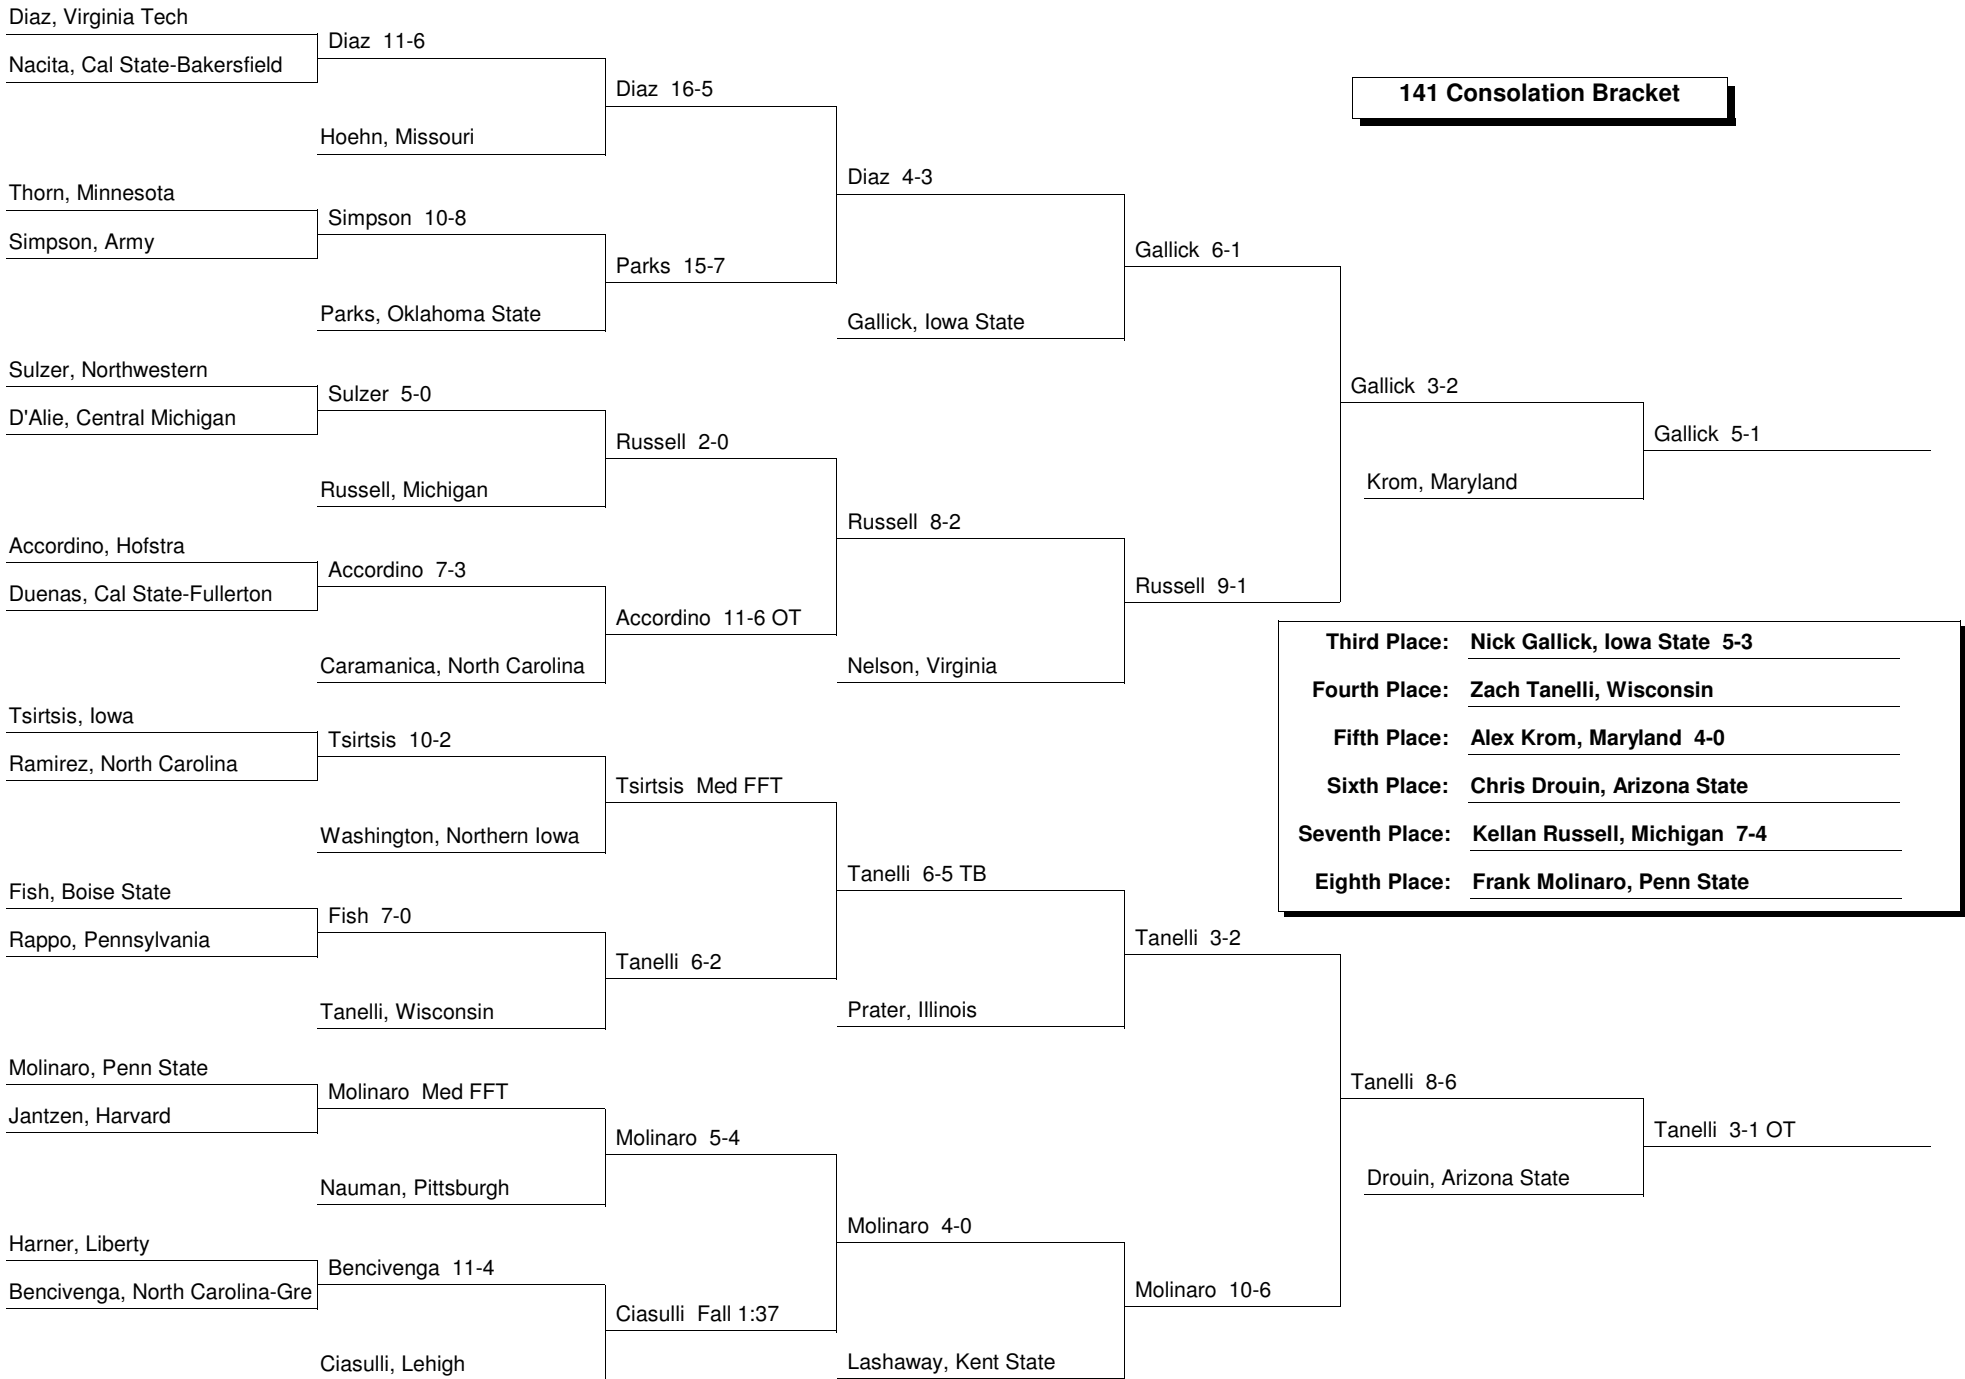 Diaz, Virginia Tech
Nacita, Cal State-Bakersfield
Thorn, Minnesota
Simpson, Army
Sulzer, Northwestern
D'Alie, Central Michigan
Accordino, Hofstra
Duenas, Cal State-Fullerton
Tsirtsis, Iowa
Ramirez, North Carolina
Fish, Boise State
Rappo, Pennsylvania
Molinaro, Penn State
Jantzen, Harvard
Harner, Liberty
Bencivenga, North Carolina-Gre
Diaz 11-6
Hoehn, Missouri
Simpson 10-8
Parks, Oklahoma State
Sulzer 5-0
Russell, Michigan
Accordino 7-3
Caramanica, North Carolina
Tsirtsis 10-2
Washington, Northern Iowa
Fish 7-0
Tanelli, Wisconsin
Molinaro Med FFT
Nauman, Pittsburgh
Bencivenga 11-4
Ciasulli, Lehigh
Diaz 16-5
Parks 15-7
Russell 2-0
Accordino 11-6 OT
Tsirtsis Med FFT
Tanelli 6-2
Molinaro 5-4
Ciasulli Fall 1:37
Diaz 4-3
Gallick, Iowa State
Russell 8-2
Nelson, Virginia
Tanelli 6-5 TB
Prater, Illinois
Molinaro 4-0
Lashaway, Kent State
Gallick 6-1
Russell 9-1
Tanelli 3-2
Molinaro 10-6
Gallick 3-2
Krom, Maryland
Tanelli 8-6
Drouin, Arizona State
Gallick 5-1
Tanelli 3-1 OT
141 Consolation Bracket
Third Place: Nick Gallick, Iowa State 5-3
Fourth Place: Zach Tanelli, Wisconsin
Fifth Place: Alex Krom, Maryland 4-0
Sixth Place: Chris Drouin, Arizona State
Seventh Place: Kellan Russell, Michigan 7-4
Eighth Place: Frank Molinaro, Penn State